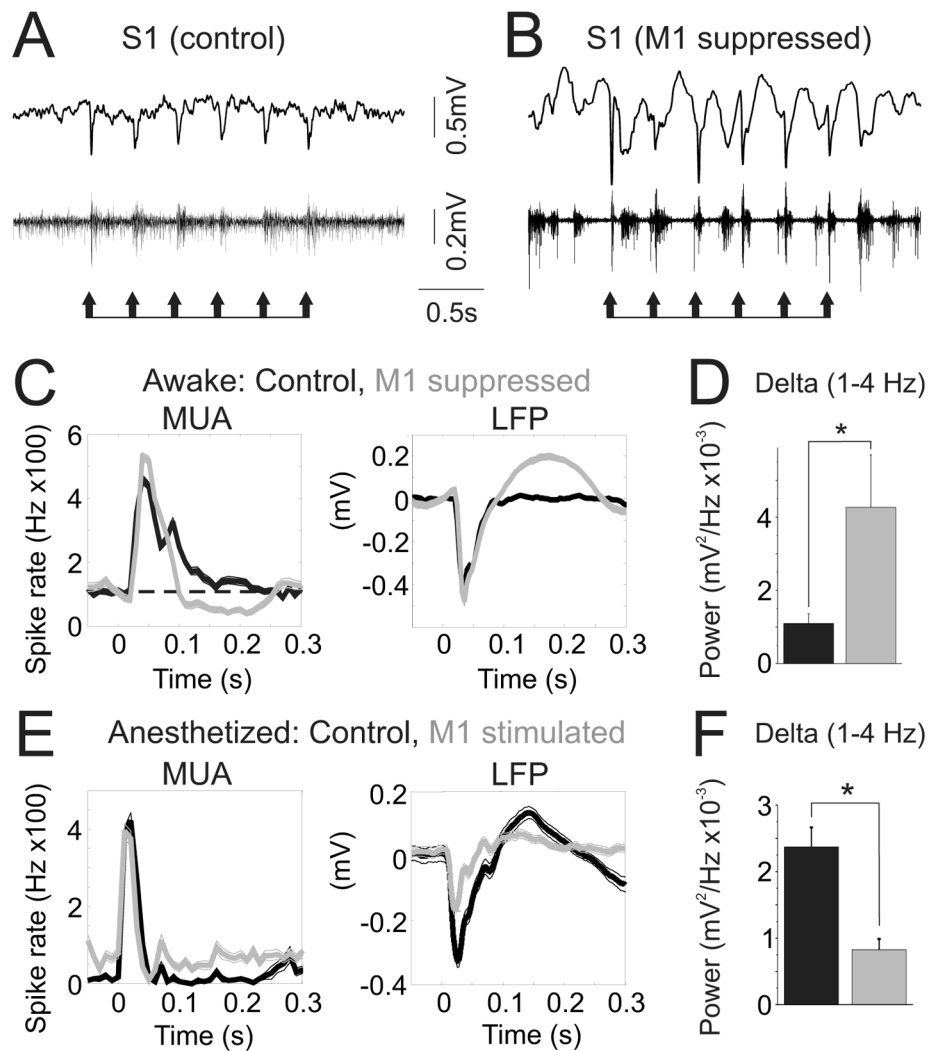 A
S1 (control)
0.5mV
0.2mV
0.5s
B
S1 (M1 suppressed)
C
Awake: Control, M1 suppressed
MUA
Spike rate (Hz x100)
6
4
2
0
0 0.1 0.2 0.3
Time (s)
LFP
(mV)
0.2
0
-0.2
-0.4
0 0.1 0.2 0.3
Time (s)
D
Delta (1-4 Hz)
*
Power (mV²/Hz x10⁻³)
4
2
0
E
Anesthetized: Control, M1 stimulated
MUA
Spike rate (Hz x100)
4
2
0
0 0.1 0.2 0.3
Time (s)
LFP
(mV)
0.2
0
-0.2
-0.4
0 0.1 0.2 0.3
Time (s)
F
Delta (1-4 Hz)
*
Power (mV²/Hz x10⁻³)
3
2
1
0